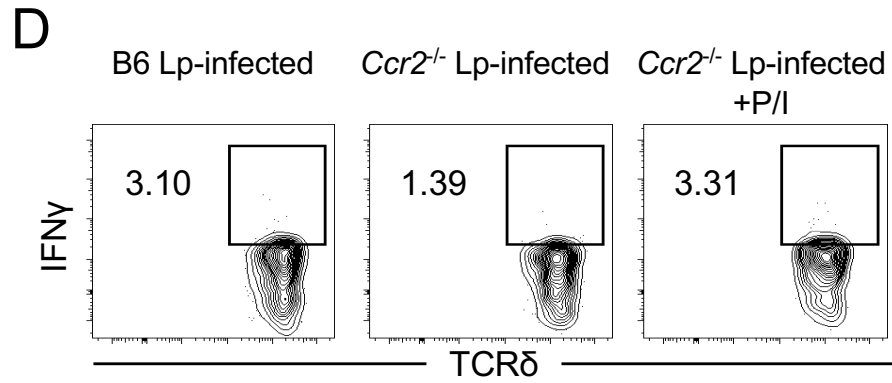 D
B6 Lp-infected
Ccr2-/- Lp-infected
Ccr2-/- Lp-infected
+P/I
3.10
1.39
3.31
IFNγ
TCRδ